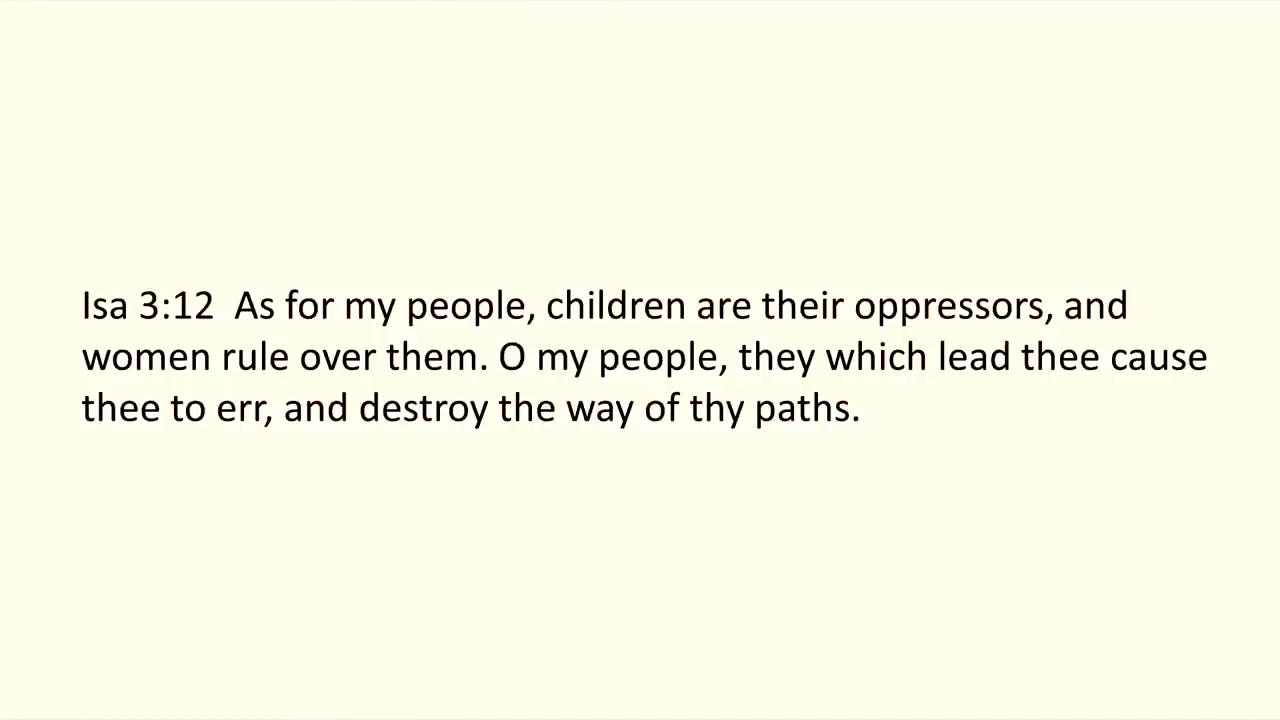 Isa 3:12  As for my people, children are their oppressors, and
women rule over them. O my people, they which lead thee cause
thee to err, and destroy the way of thy paths.